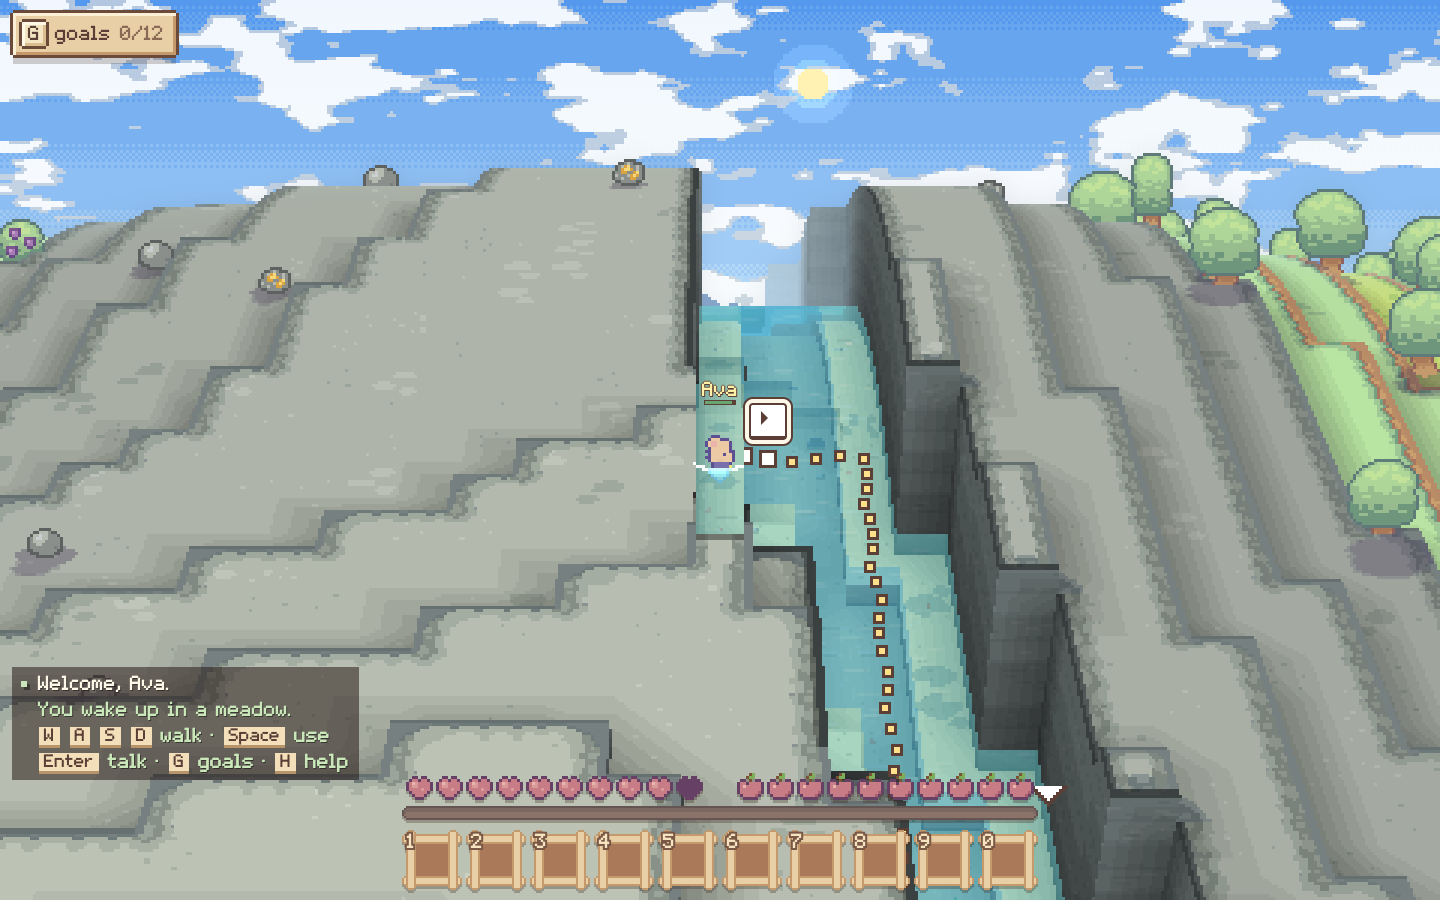 G goals 0/12
Ava
Welcome, Ava.
You wake up in a meadow.
W A S D walk · Space use
Enter talk · G goals · H help
1 2 3 4 5 6 7 8 9 0